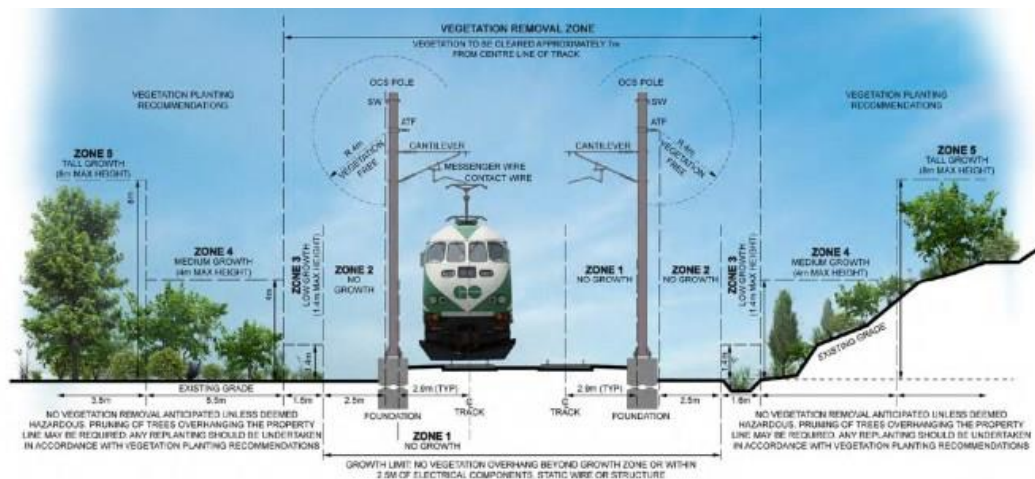 VEGETATION REMOVAL ZONE
VEGETATION TO BE CLEARED APPROXIMATELY 7m
FROM CENTRE LINE OF TRACK
VEGETATION PLANTING
RECOMMENDATIONS
OCS POLE
SW
ATF
CANTILEVER
MESSENGER WIRE
CONTACT WIRE
R.4m
VEGETATION
FREE
OCS POLE
SW
ATF
CANTILEVER
R.4m
VEGETATION
FREE
VEGETATION PLANTING
RECOMMENDATIONS
ZONE 5
TALL GROWTH
(8m MAX HEIGHT)
8m
ZONE 4
MEDIUM GROWTH
(4m MAX HEIGHT)
4m
ZONE 3
LOW GROWTH
(1.4m MAX HEIGHT)
1.4m
ZONE 2
NO
GROWTH
GO
ZONE 1
NO GROWTH
ZONE 2
NO
GROWTH
ZONE 3
LOW GROWTH
(1.4m MAX HEIGHT)
1.4m
ZONE 4
MEDIUM GROWTH
(4m MAX HEIGHT)
ZONE 5
TALL GROWTH
(8m MAX HEIGHT)
EXISTING GRADE
EXISTING GRADE
3.5m
5.5m
1.6m
2.5m
2.9m (TYP)
2.9m (TYP)
2.5m
1.6m
FOUNDATION
TRACK
TRACK
FOUNDATION
NO VEGETATION REMOVAL ANTICIPATED UNLESS DEEMED
HAZARDOUS. PRUNING OF TREES OVERHANGING THE PROPERTY
LINE MAY BE REQUIRED. ANY REPLANTING SHOULD BE UNDERTAKEN
IN ACCORDANCE WITH VEGETATION PLANTING RECOMMENDATIONS
ZONE 1
NO GROWTH
NO VEGETATION REMOVAL ANTICIPATED UNLESS DEEMED
HAZARDOUS. PRUNING OF TREES OVERHANGING THE PROPERTY
LINE MAY BE REQUIRED. ANY REPLANTING SHOULD BE UNDERTAKEN
IN ACCORDANCE WITH VEGETATION PLANTING RECOMMENDATIONS
GROWTH LIMIT: NO VEGETATION OVERHANG BEYOND GROWTH ZONE OR WITHIN
2.5M OF ELECTRICAL COMPONENTS, STATIC WIRE OR STRUCTURE